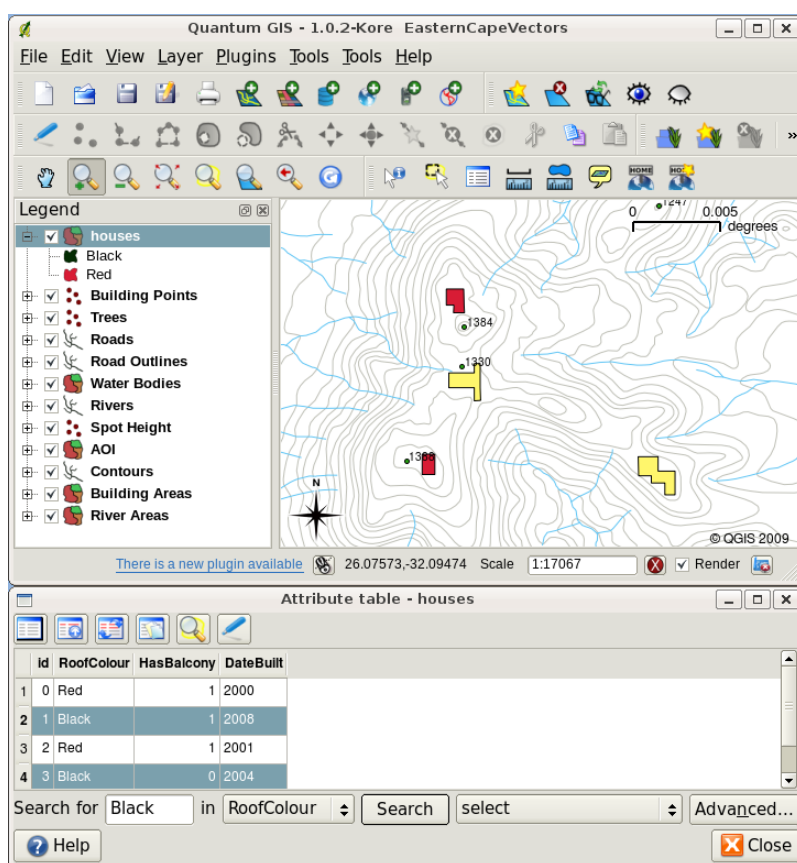 Quantum GIS - 1.0.2-Kore EasternCapeVectors
File Edit View Layer Plugins Tools Tools Help
»
HOME
Legend
houses
Black
Red
Building Points
Trees
Roads
Road Outlines
Water Bodies
Rivers
Spot Height
AOI
Contours
Building Areas
River Areas
1247
0 0.005
degrees
1384
1330
1388
N
© QGIS 2009
There is a new plugin available 26.07573,-32.09474 Scale 1:17067 Render
Attribute table - houses
id RoofColour HasBalcony DateBuilt
1 0 Red 1 2000
2 1 Black 1 2008
3 2 Red 1 2001
4 3 Black 0 2004
Search for Black in RoofColour Search select Advanced...
Help Close